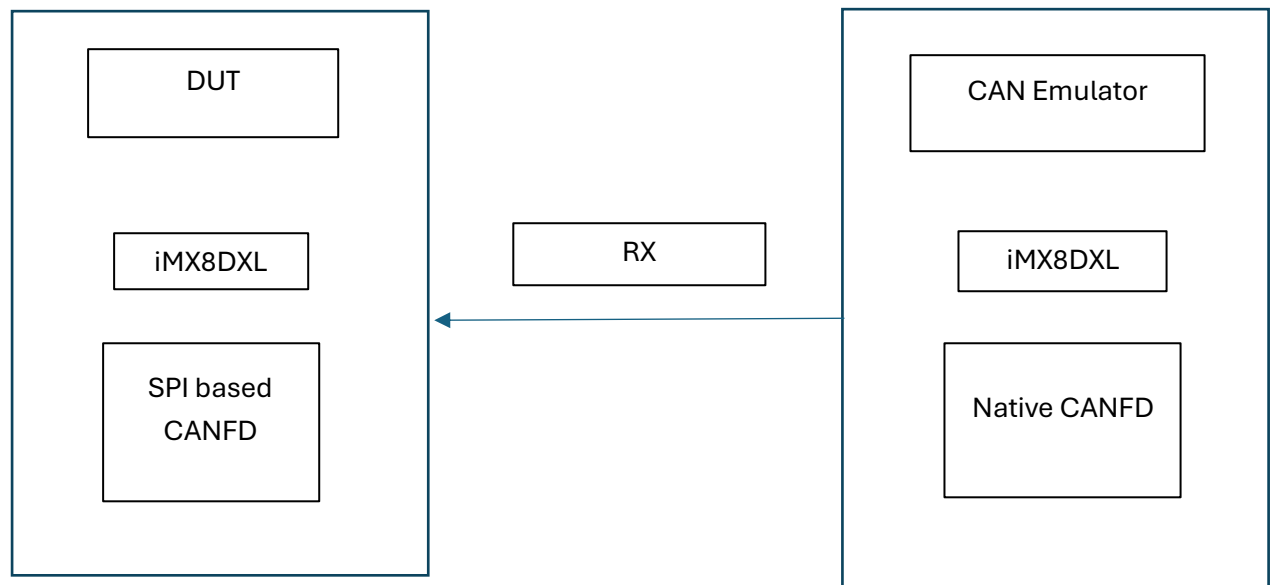 DUT
iMX8DXL
SPI based
CANFD
RX
CAN Emulator
iMX8DXL
Native CANFD